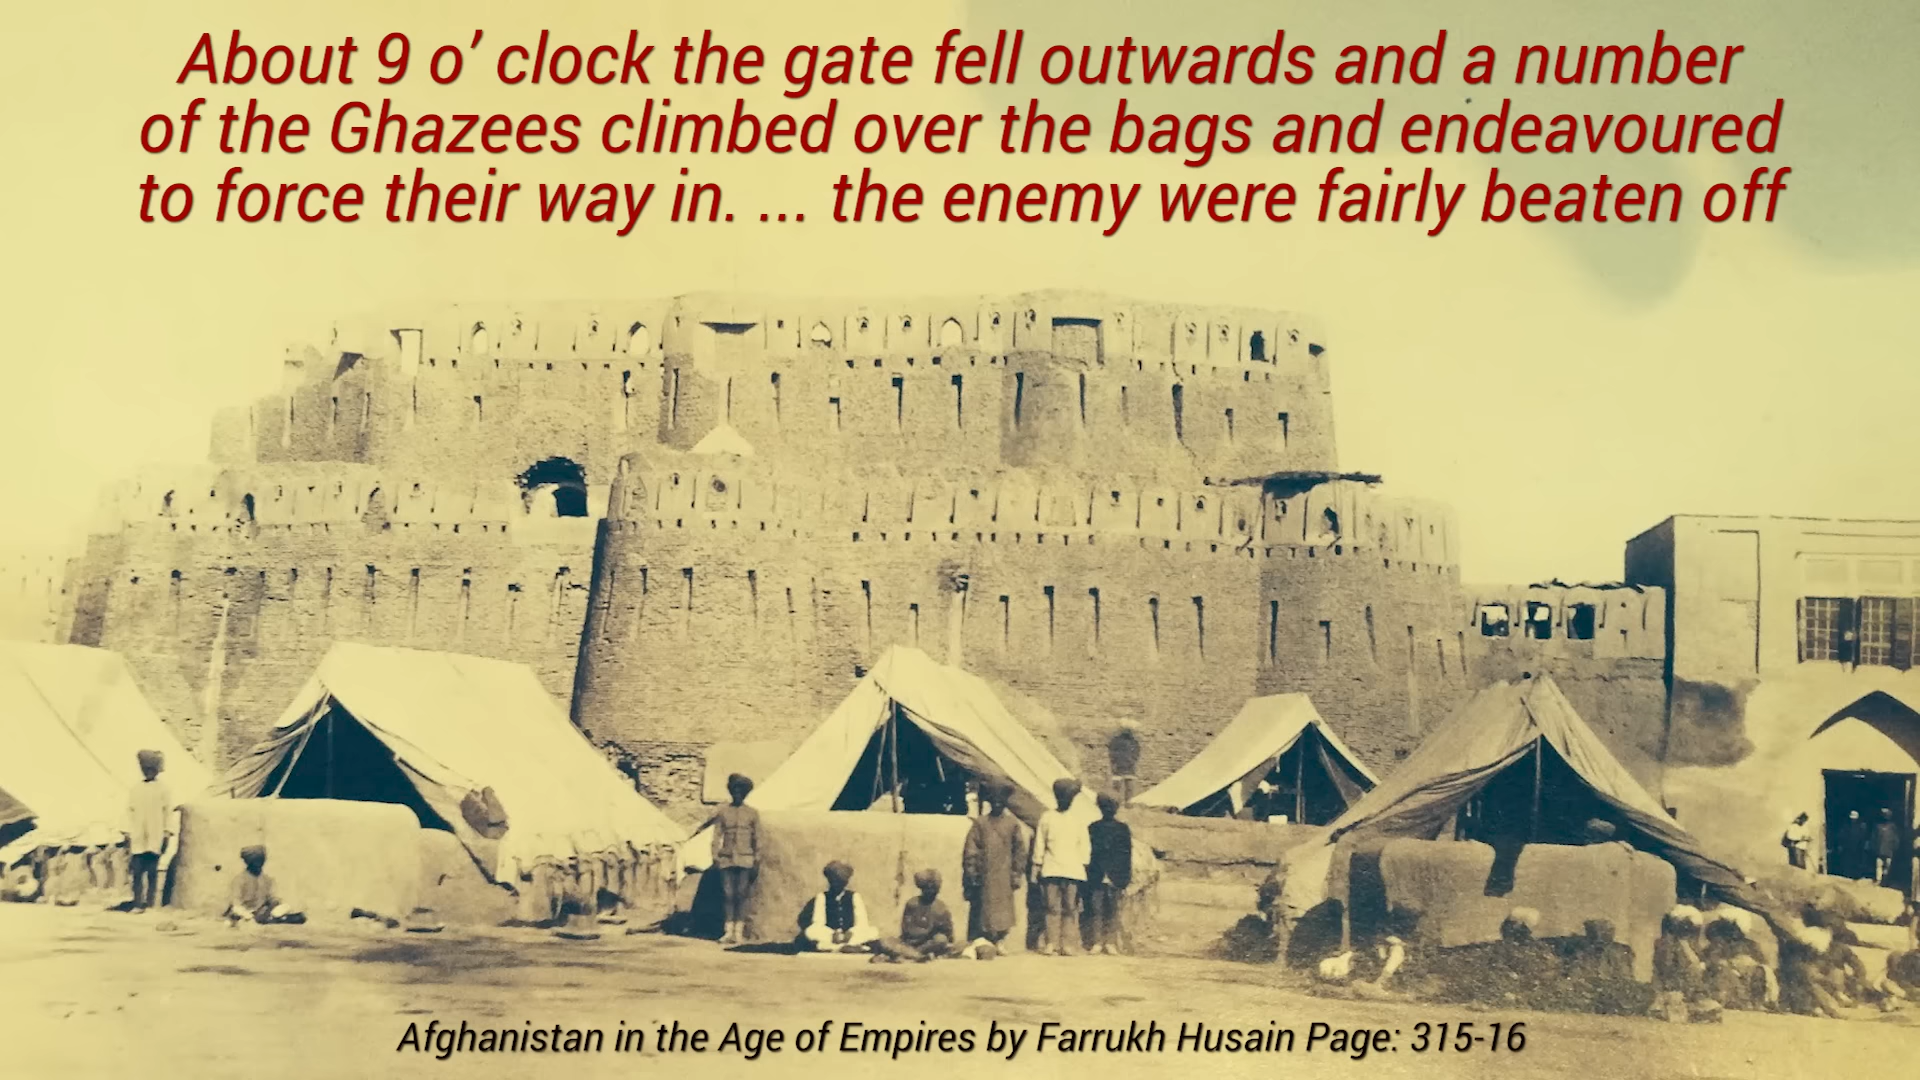 About 9 o’ clock the gate fell outwards and a number
of the Ghazees climbed over the bags and endeavoured
to force their way in. ... the enemy were fairly beaten off
Afghanistan in the Age of Empires by Farrukh Husain Page: 315-16